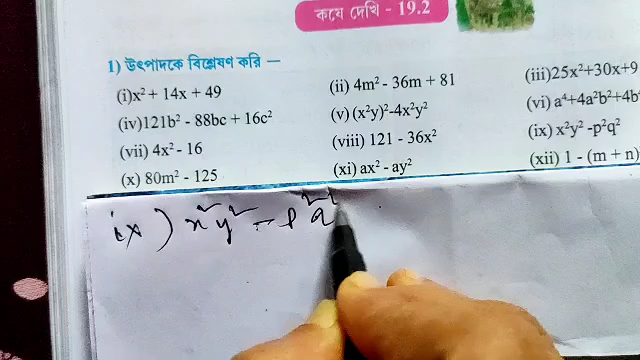 কষে দেখি - 19.2
1) উৎপাদকে বিশ্লেষণ করি —
(i)x² + 14x + 49
(ii) 4m² - 36m + 81
(iii)25x²+30x+9
(iv)121b² - 88bc + 16c²
(v) (x²y)²-4x²y²
(vi) a⁴+4a²b²+4b
(vii) 4x² - 16
(viii) 121 - 36x²
(ix) x²y² -p²q²
(x) 80m² - 125
(xi) ax² - ay²
(xii) 1 - (m + n)
ix) x²y² - p²q²